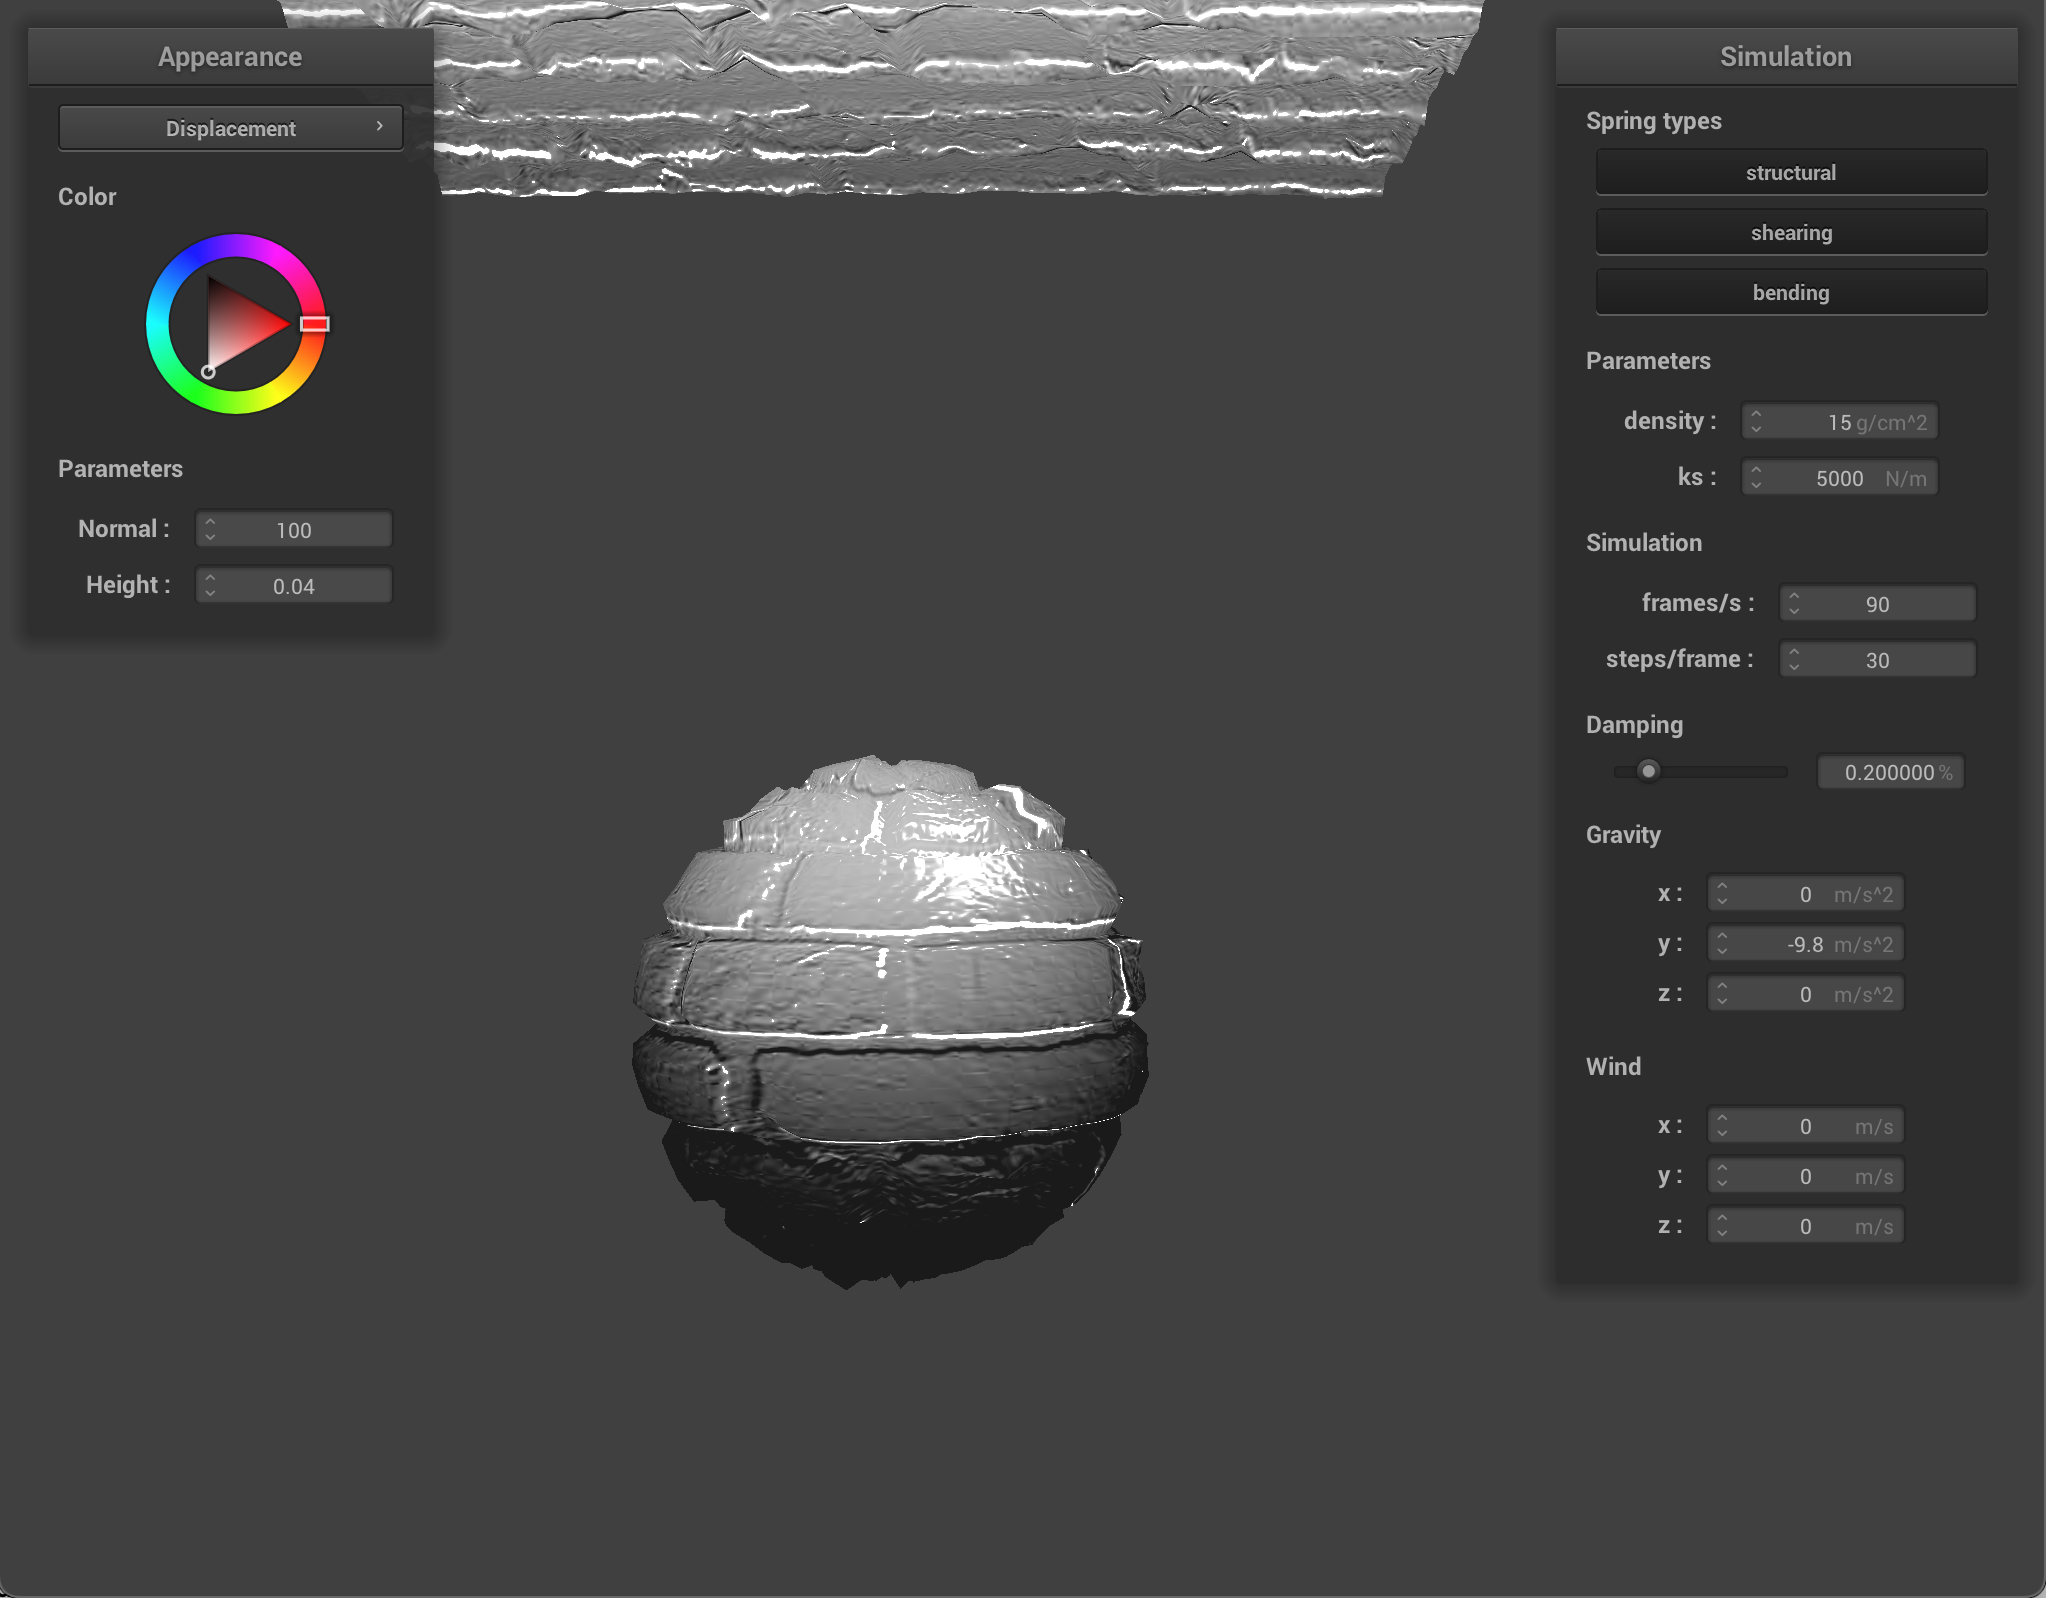 Appearance
Displacement
Color
Parameters
Normal : 100
Height : 0.04
Simulation
Spring types
structural
shearing
bending
Parameters
density : 15 g/cm^2
ks : 5000 N/m
Simulation
frames/s : 90
steps/frame : 30
Damping
0.200000 %
Gravity
x : 0 m/s^2
y : -9.8 m/s^2
z : 0 m/s^2
Wind
x : 0 m/s
y : 0 m/s
z : 0 m/s